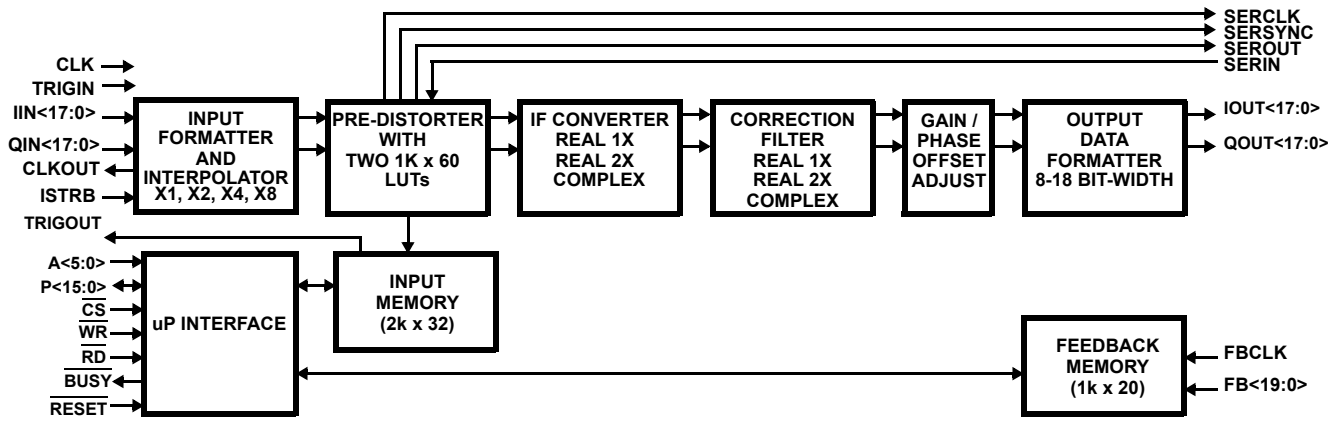 SERCLK
SERSYNC
SEROUT
SERIN
CLK
TRIGIN
IIN<17:0>
QIN<17:0>
CLKOUT
ISTRB
TRIGOUT
INPUT
FORMATTER
AND
INTERPOLATOR
X1, X2, X4, X8
PRE-DISTORTER
WITH
TWO 1K x 60
LUTs
IF CONVERTER
REAL 1X
REAL 2X
COMPLEX
CORRECTION
FILTER
REAL 1X
REAL 2X
COMPLEX
GAIN /
PHASE
OFFSET
ADJUST
OUTPUT
DATA
FORMATTER
8-18 BIT-WIDTH
IOUT<17:0>
QOUT<17:0>
A<5:0>
P<15:0>
CS
WR
RD
BUSY
RESET
uP INTERFACE
INPUT
MEMORY
(2k x 32)
FEEDBACK
MEMORY
(1k x 20)
FBCLK
FB<19:0>